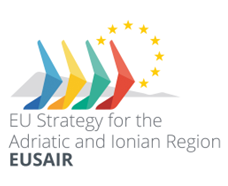 EU Strategy for the
Adriatic and Ionian Region
EUSAIR